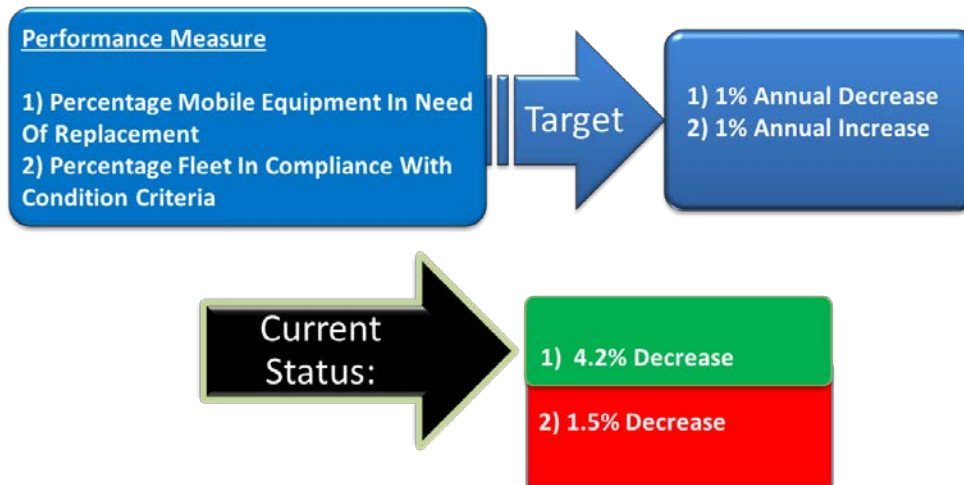 Performance Measure
1) Percentage Mobile Equipment In Need
Of Replacement
2) Percentage Fleet In Compliance With
Condition Criteria
Target
1) 1% Annual Decrease
2) 1% Annual Increase
Current
Status:
1) 4.2% Decrease
2) 1.5% Decrease